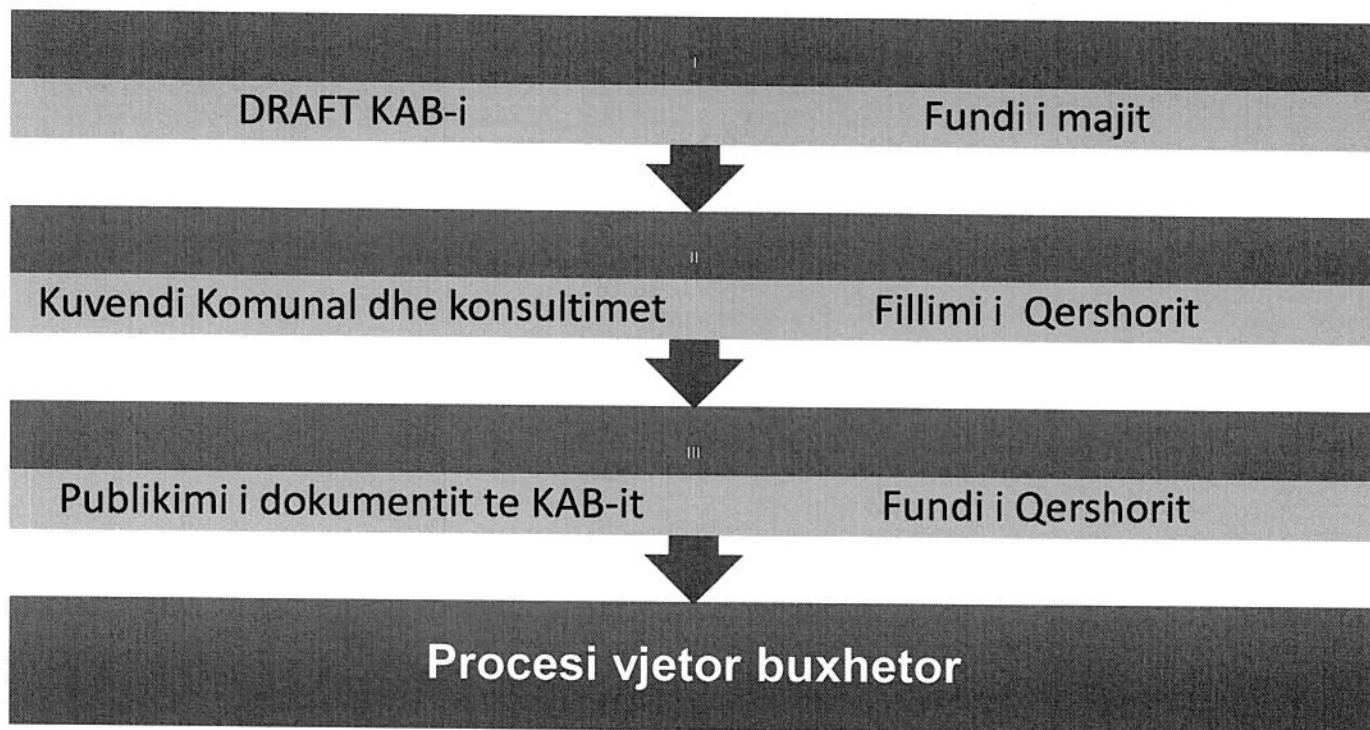 I
DRAFT KAB-i Fundi i majit
II
Kuvendi Komunal dhe konsultimet Fillimi i Qershorit
III
Publikimi i dokumentit te KAB-it Fundi i Qershorit
Procesi vjetor buxhetor